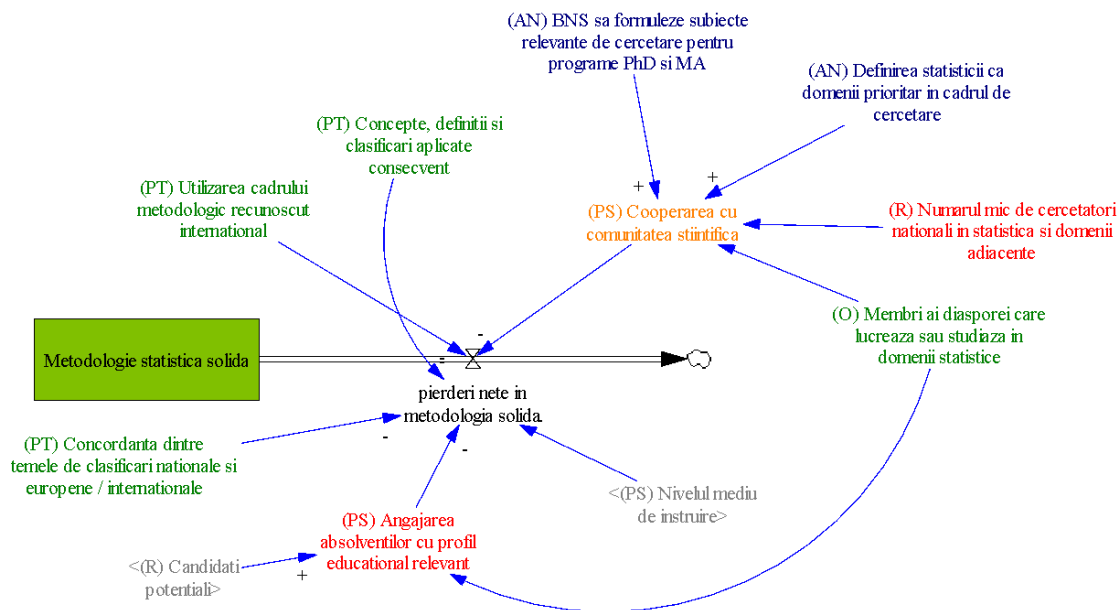 (AN) BNS sa formuleze subiecte
relevante de cercetare pentru
programe PhD si MA
(AN) Definirea statisticii ca
domenii prioritar in cadrul de
cercetare
(PT) Concepte, definitii si
clasificari aplicate
consecvent
(PT) Utilizarea cadrului
metodologic recunoscut
international
+
+
(PS) Cooperarea cu
comunitatea stiintifica
(R) Numarul mic de cercetatori
nationali in statistica si domenii
adiacente
(O) Membri ai diasporei care
lucreaza sau studiaza in
domenii statistice
-
Metodologie statistica solida
-
pierderi nete in
metodologia solida.
-
-
(PT) Concordanta dintre
temele de clasificari nationale si
europene / internationale
<(PS) Nivelul mediu
de instruire>
(PS) Angajarea
absolventilor cu profil
educational relevant
<(R) Candidati
potentiali>
+